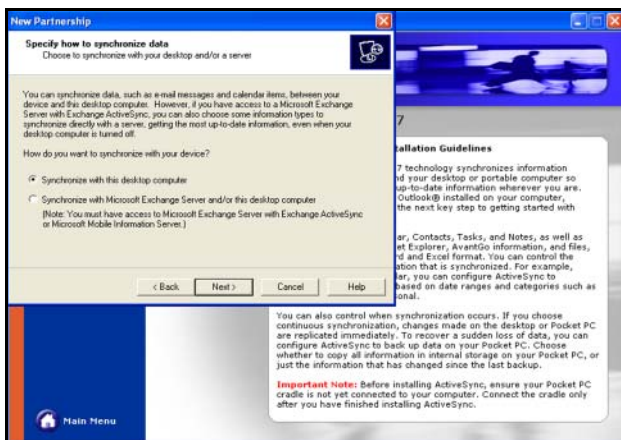 New Partnership
Specify how to synchronize data
Choose to synchronize with your desktop and/or a server
You can synchronize data, such as e-mail messages and calendar items, between your
device and this desktop computer. However, if you have access to a Microsoft Exchange
Server with Exchange ActiveSync, you can also choose some information types to
synchronize directly with a server, getting the most up-to-date information, even when your
desktop computer is turned off.
How do you want to synchronize with your device?
Synchronize with this desktop computer
Synchronize with Microsoft Exchange Server and/or this desktop computer
(Note: You must have access to Microsoft Exchange Server with Exchange ActiveSync
or Microsoft Mobile Information Server.)
< Back
Next >
Cancel
Help
7
tallation Guidelines
7 technology synchronizes information
nd your desktop or portable computer so
up-to-date information wherever you are.
Outlook® installed on your computer,
the next key step to getting started with
ar, Contacts, Tasks, and Notes, as well as
et Explorer, AvantGo information, and files,
rd and Excel format. You can control the
ation that is synchronized. For example,
lar, you can configure ActiveSync to
based on date ranges and categories such as
onal.
You can also control when synchronization occurs. If you choose
continuous synchronization, changes made on the desktop or Pocket PC
are replicated immediately. To recover a sudden loss of data, you can
configure ActiveSync to back up data on your Pocket PC. Choose
whether to copy all information in internal storage on your Pocket PC, or
just the information that has changed since the last backup.
Important Note: Before installing ActiveSync, ensure your Pocket PC
cradle is not yet connected to your computer. Connect the cradle only
after you have finished installing ActiveSync.
Main Menu